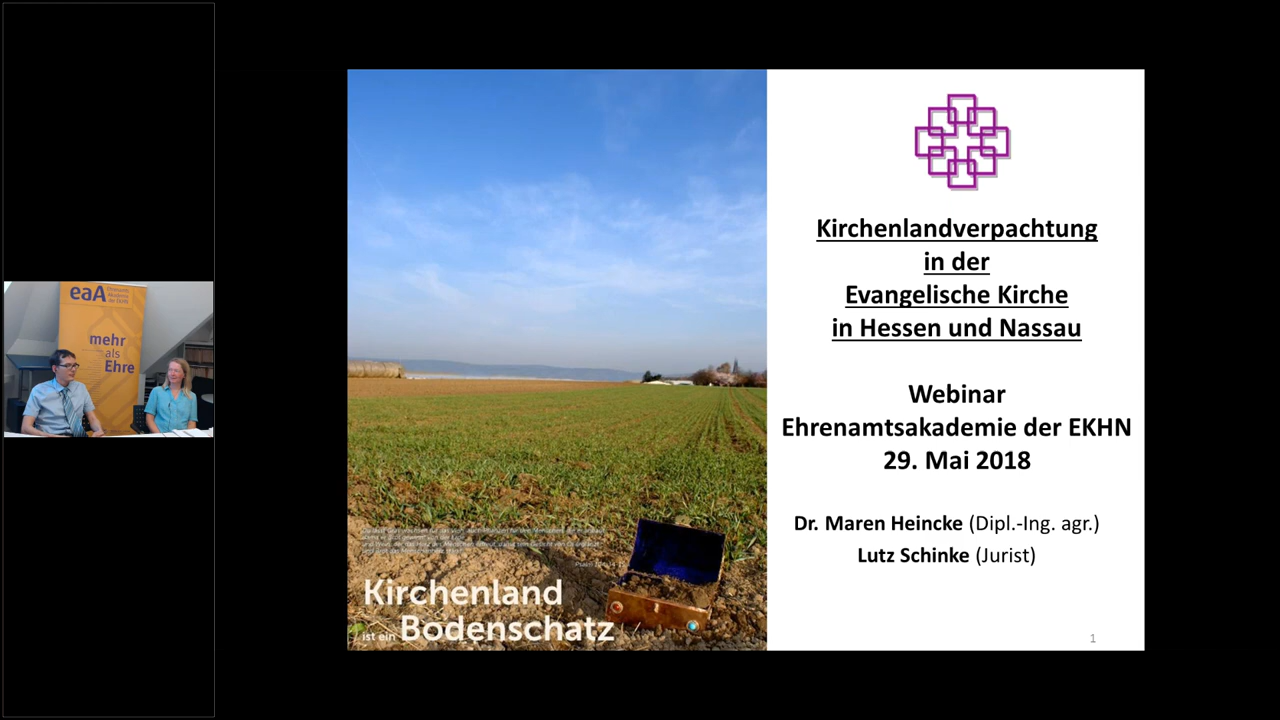 eaA
mehr
als
Ehre
Psalm
Kirchenland
ist ein Bodenschatz
Kirchenlandverpachtung
in der
Evangelische Kirche
in Hessen und Nassau
Webinar
Ehrenamtsakademie der EKHN
29. Mai 2018
Dr. Maren Heincke (Dipl.-Ing. agr.)
Lutz Schinke (Jurist)
1